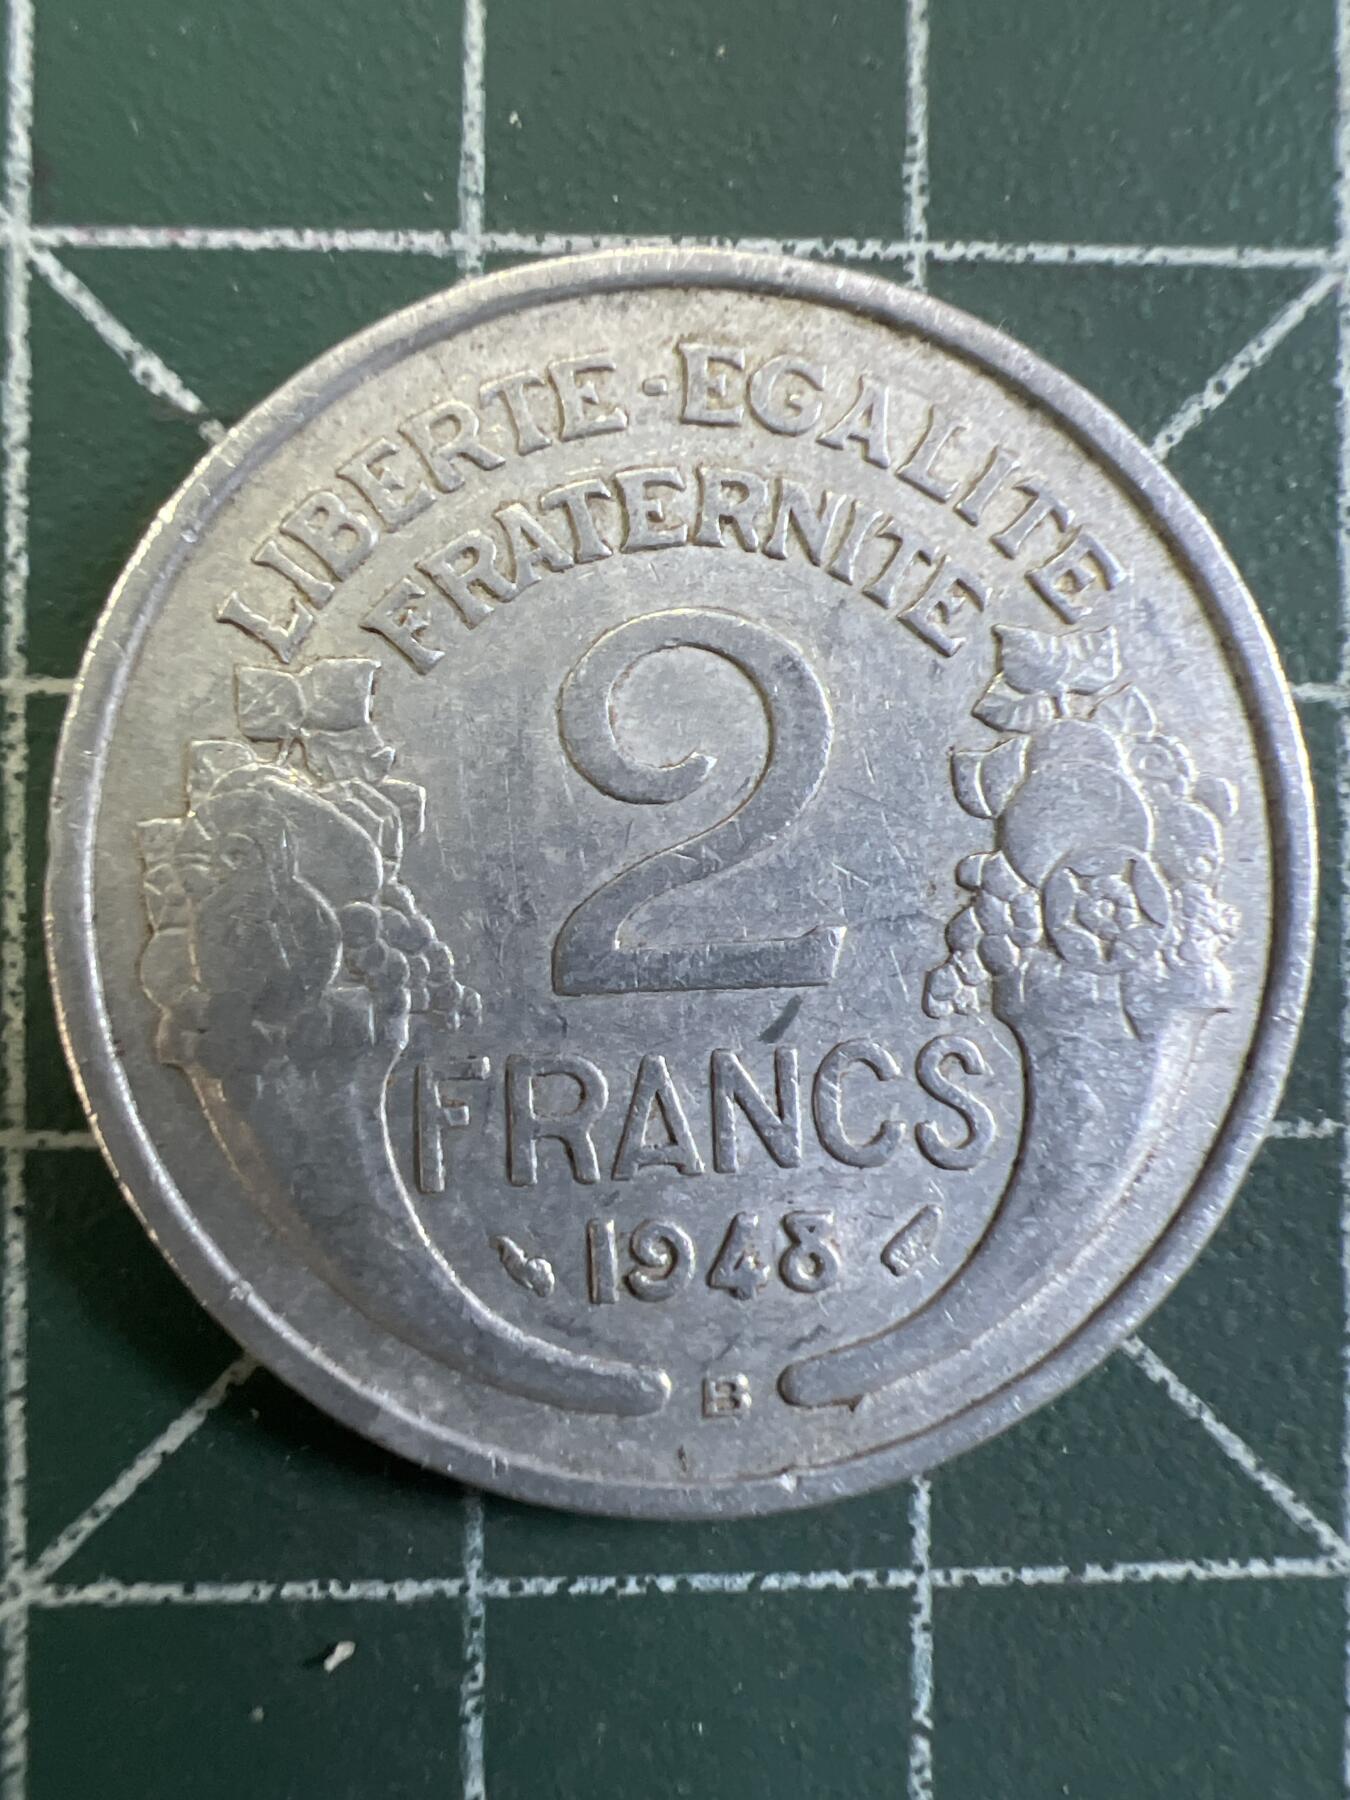 LIBERTE · EGALITE
FRATERNITE
2
FRANCS
1948
B